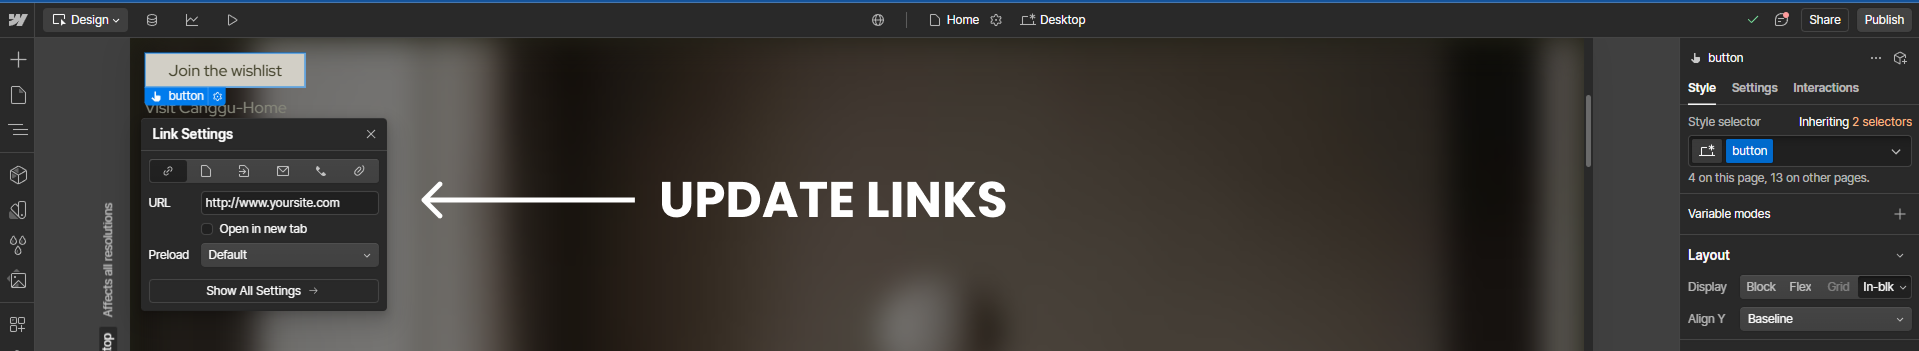 Design
Home
Desktop
Share
Publish
Join the wishlist
button
Visit Canggu-Home
Link Settings
URL
http://www.yoursite.com
Open in new tab
Preload
Default
Show All Settings
UPDATE LINKS
Affects all resolutions
top
button
Style
Settings
Interactions
Style selector
Inheriting 2 selectors
button
4 on this page, 13 on other pages.
Variable modes
Layout
Display
Block
Flex
Grid
In-blk
Align Y
Baseline